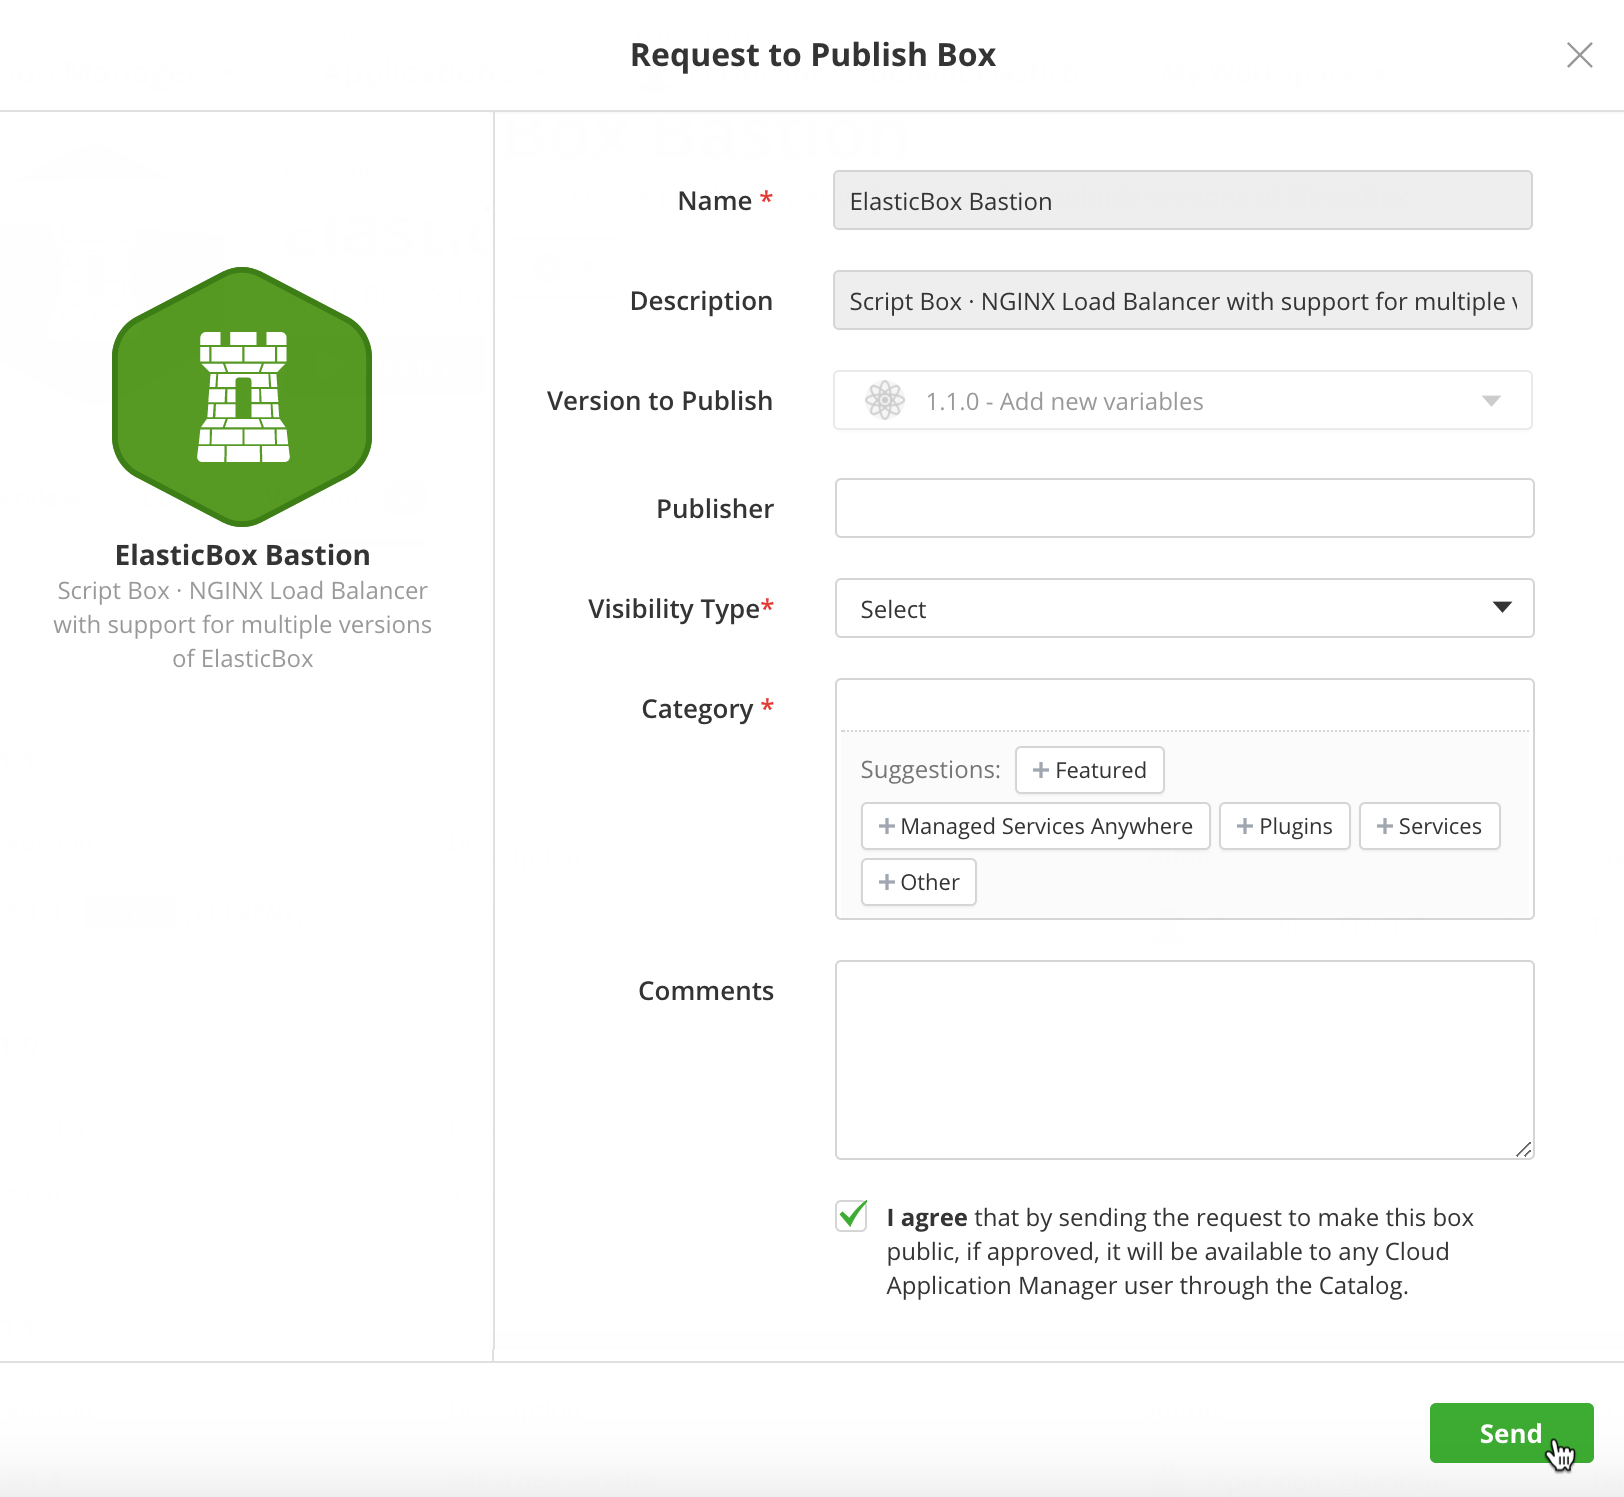 Request to Publish Box
ElasticBox Bastion
Script Box · NGINX Load Balancer
with support for multiple versions
of ElasticBox
Name *
ElasticBox Bastion
Description
Script Box · NGINX Load Balancer with support for multiple
Version to Publish
1.1.0 - Add new variables
Publisher
Visibility Type*
Select
Category *
Suggestions: + Featured
+ Managed Services Anywhere + Plugins + Services
+ Other
Comments
I agree that by sending the request to make this box
public, if approved, it will be available to any Cloud
Application Manager user through the Catalog.
Send